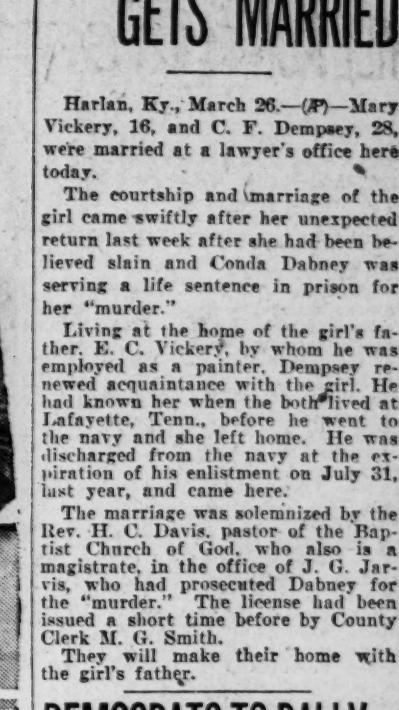 GETS MARRIED
Harlan, Ky., March 26.—(AP)—Mary
Vickery, 16, and C. F. Dempsey, 28,
were married at a lawyer's office here
today.
The courtship and marriage of the
girl came swiftly after her unexpected
return last week after she had been be-
lieved slain and Conda Dabney was
serving a life sentence in prison for
her "murder."
Living at the home of the girl's fa-
ther, E. C. Vickery, by whom he was
employed as a painter, Dempsey re-
newed acquaintance with the girl. He
had known her when the both lived at
Lafayette, Tenn., before he went to
the navy and she left home. He was
discharged from the navy at the ex-
piration of his enlistment on July 31,
last year, and came here.
The marriage was solemnized by the
Rev. H. C. Davis, pastor of the Bap-
tist Church of God, who also is a
magistrate, in the office of J. G. Jar-
vis, who had prosecuted Dabney for
the "murder." The license had been
issued a short time before by County
Clerk M. G. Smith.
They will make their home with
the girl's father.
DEMOCRATS TO RALLY